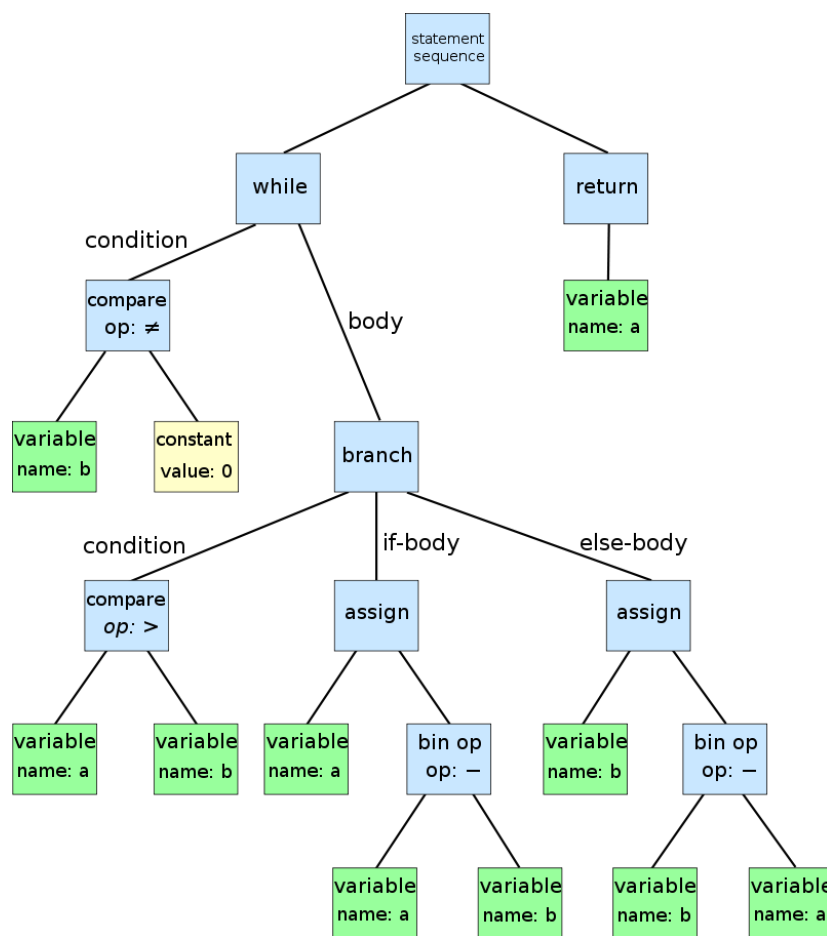 statement
sequence
while
return
condition
body
compare
op: ≠
variable
name: a
variable
name: b
constant
value: 0
branch
condition
if-body
else-body
compare
op: >
assign
assign
variable
name: a
variable
name: b
variable
name: a
bin op
op: −
variable
name: b
bin op
op: −
variable
name: a
variable
name: b
variable
name: b
variable
name: a